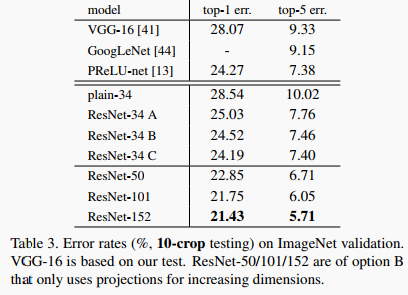 model top-1 err. top-5 err.
VGG-16 [41] 28.07 9.33
GoogLeNet [44] - 9.15
PReLU-net [13] 24.27 7.38
plain-34 28.54 10.02
ResNet-34 A 25.03 7.76
ResNet-34 B 24.52 7.46
ResNet-34 C 24.19 7.40
ResNet-50 22.85 6.71
ResNet-101 21.75 6.05
ResNet-152 21.43 5.71
Table 3. Error rates (%, 10-crop testing) on ImageNet validation.
VGG-16 is based on our test. ResNet-50/101/152 are of option B
that only uses projections for increasing dimensions.